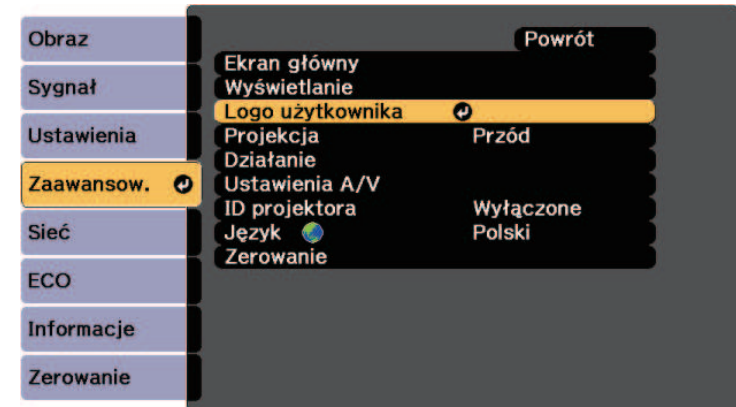 Obraz
Sygnał
Ustawienia
Zaawansow.
Sieć
ECO
Informacje
Zerowanie
Powrót
Ekran główny
Wyświetlanie
Logo użytkownika
Projekcja Przód
Działanie
Ustawienia A/V
ID projektora Wyłączone
Język Polski
Zerowanie